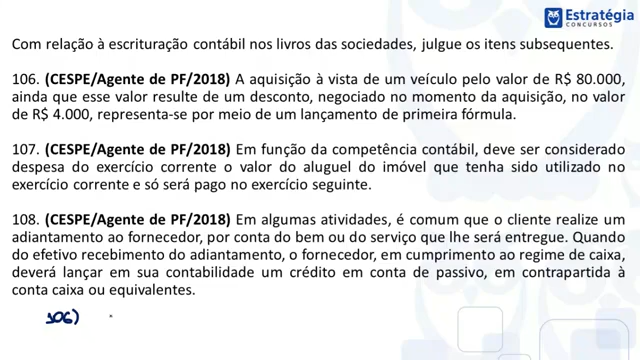 Estratégia
CONCURSOS
Com relação à escrituração contábil nos livros das sociedades, julgue os itens subsequentes.
106. (CESPE/Agente de PF/2018) A aquisição à vista de um veículo pelo valor de R$ 80.000,
ainda que esse valor resulte de um desconto, negociado no momento da aquisição, no valor
de R$ 4.000, representa-se por meio de um lançamento de primeira fórmula.
107. (CESPE/Agente de PF/2018) Em função da competência contábil, deve ser considerado
despesa do exercício corrente o valor do aluguel do imóvel que tenha sido utilizado no
exercício corrente e só será pago no exercício seguinte.
108. (CESPE/Agente de PF/2018) Em algumas atividades, é comum que o cliente realize um
adiantamento ao fornecedor, por conta do bem ou do serviço que lhe será entregue. Quando
do efetivo recebimento do adiantamento, o fornecedor, em cumprimento ao regime de caixa,
deverá lançar em sua contabilidade um crédito em conta de passivo, em contrapartida à
conta caixa ou equivalentes.
106)